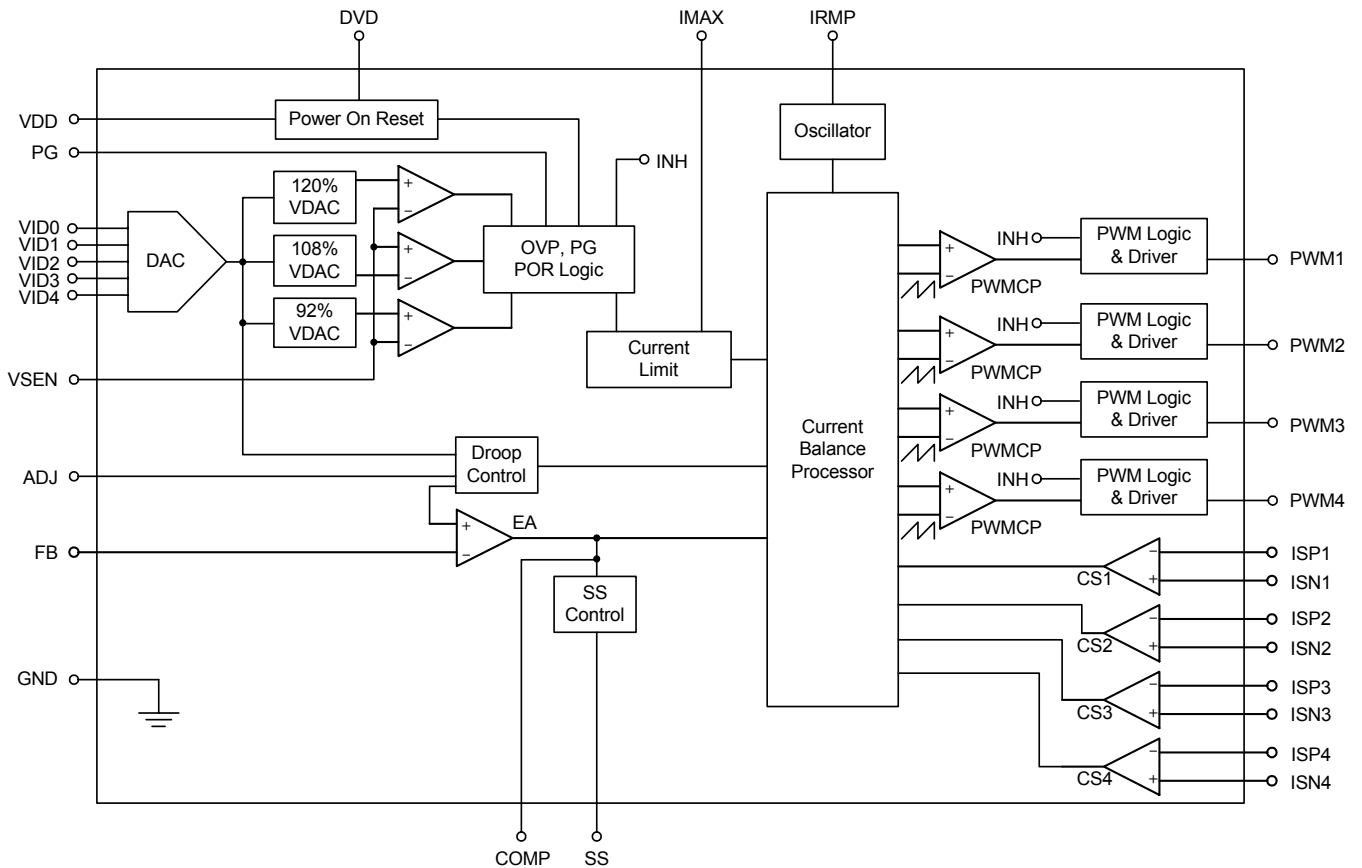 DVD
IMAX
IRMP
VDD
Power On Reset
Oscillator
PG
INH
120%
VDAC
+
−
VID0
VID1
VID2
VID3
VID4
DAC
108%
VDAC
+
−
OVP, PG
POR Logic
92%
VDAC
+
−
VSEN
Current
Limit
Current
Balance
Processor
+
−
PWMCP
INH
PWM Logic
& Driver
PWM1
+
−
PWMCP
INH
PWM Logic
& Driver
PWM2
+
−
PWMCP
INH
PWM Logic
& Driver
PWM3
+
−
PWMCP
INH
PWM Logic
& Driver
PWM4
ADJ
Droop
Control
+
−
EA
FB
SS
Control
GND
CS1
−
+
ISP1
ISN1
CS2
−
+
ISP2
ISN2
CS3
−
+
ISP3
ISN3
CS4
−
+
ISP4
ISN4
COMP
SS